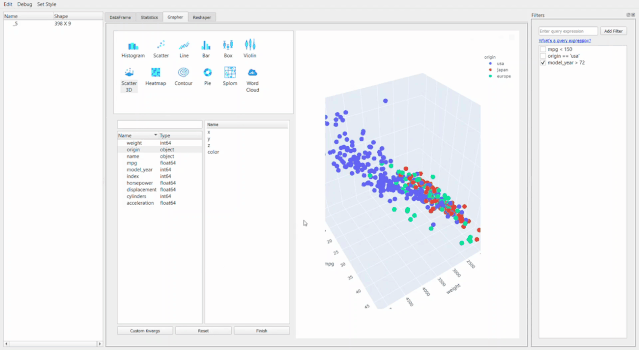 Edit Debug Set Style
Name Shape
_5 396 X 9
DataFrame Statistics Grapher Reshaper
Histogram Scatter Line Bar Box Violin
Scatter 3D Heatmap Contour Pie Splom Word Cloud
Name Type
weight int64
origin object
name object
mpg float64
model_year int64
index int64
horsepower float64
displacement float64
cylinders int64
acceleration float64
Name
x
y
z
color
Custom Kwargs Reset Finish
origin
usa
japan
europe
mpg
weight
Filters
Enter query expression Add Filter
What's a query expression?
mpg < 150
origin == 'usa'
model_year > 72